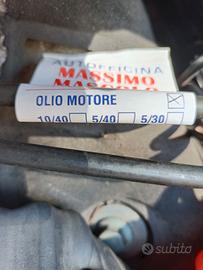 AUTOFFICINA
MASSIMO
OLIO MOTORE
10/40 5/40 5/30
subito